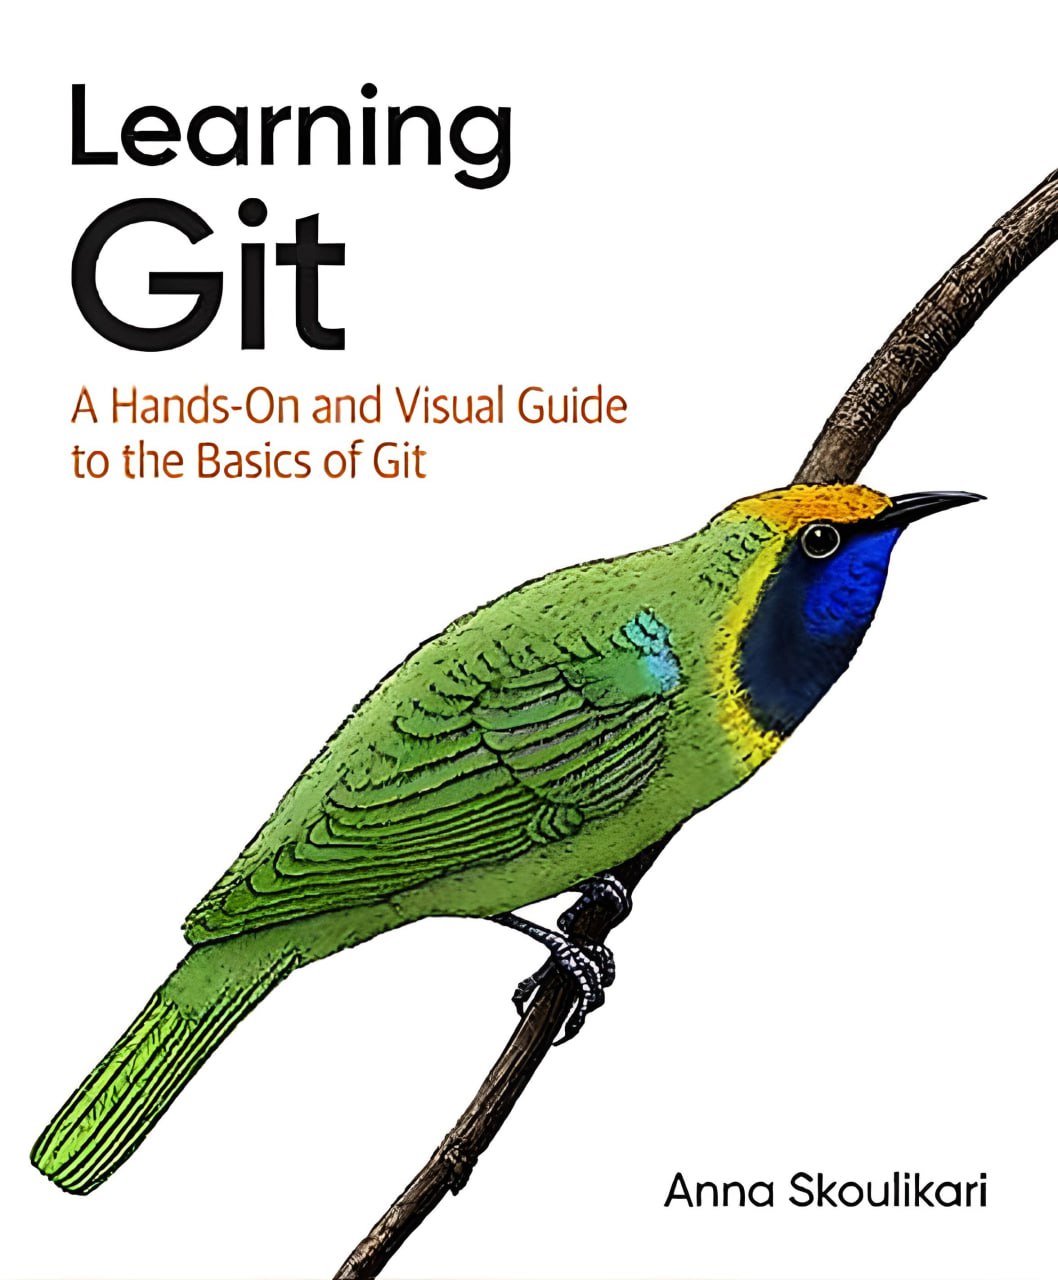 Learning
Git
A Hands-On and Visual Guide
to the Basics of Git
Anna Skoulikari